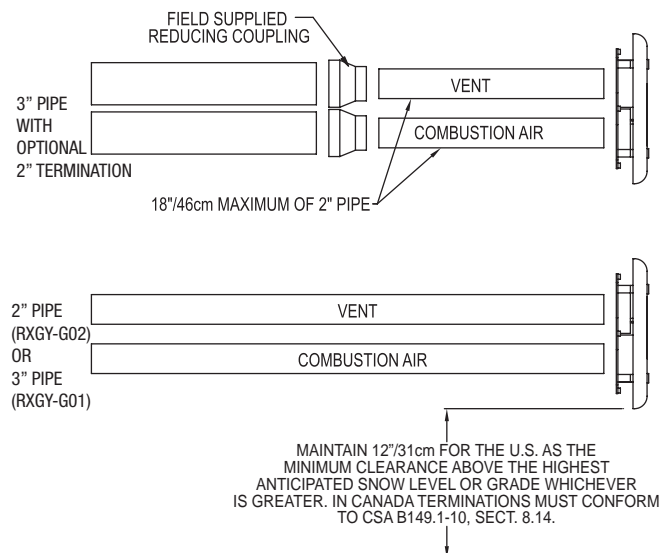 FIELD SUPPLIED
REDUCING COUPLING
3” PIPE
WITH
OPTIONAL
2” TERMINATION
VENT
COMBUSTION AIR
18"/46cm MAXIMUM OF 2" PIPE
2” PIPE
(RXGY-G02)
OR
3” PIPE
(RXGY-G01)
VENT
COMBUSTION AIR
MAINTAIN 12”/31cm FOR THE U.S. AS THE
MINIMUM CLEARANCE ABOVE THE HIGHEST
ANTICIPATED SNOW LEVEL OR GRADE WHICHEVER
IS GREATER. IN CANADA TERMINATIONS MUST CONFORM
TO CSA B149.1-10, SECT. 8.14.